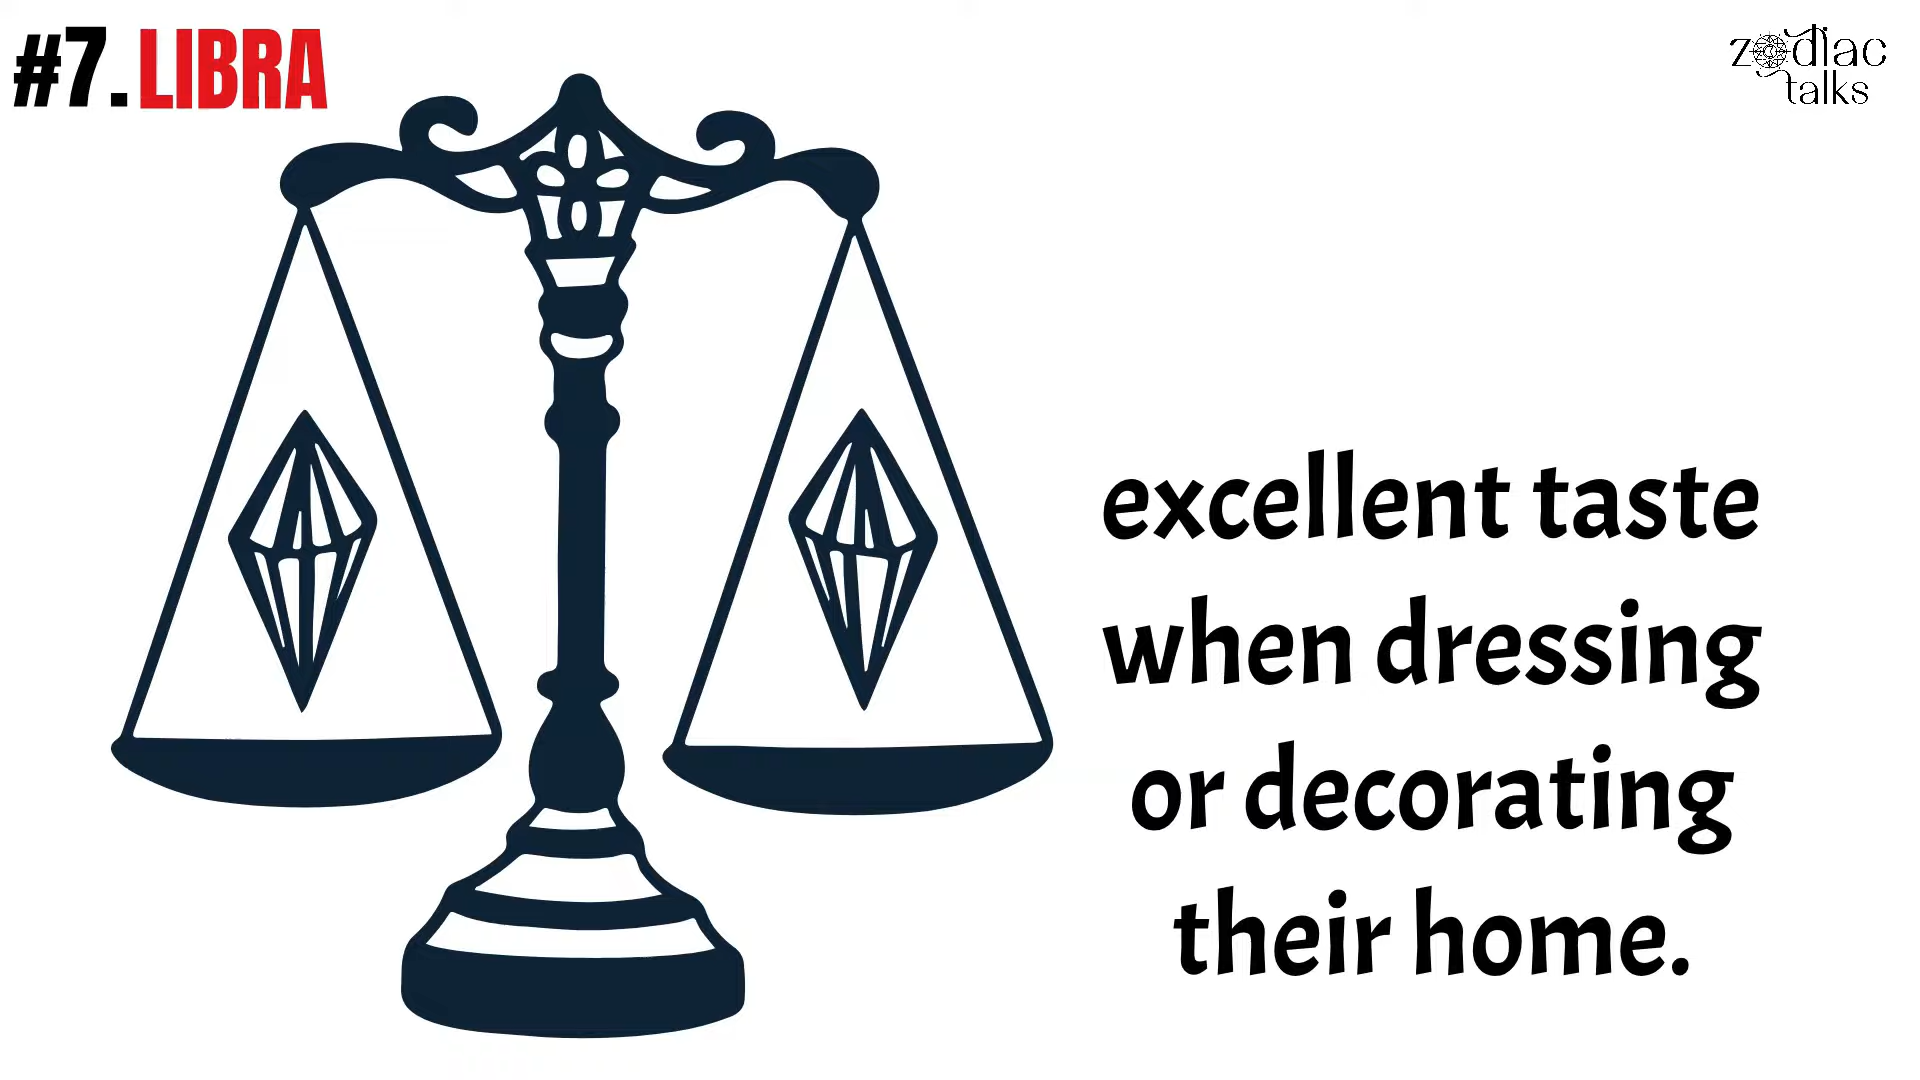 #7. LIBRA
zodiac
talks
excellent taste
when dressing
or decorating
their home.